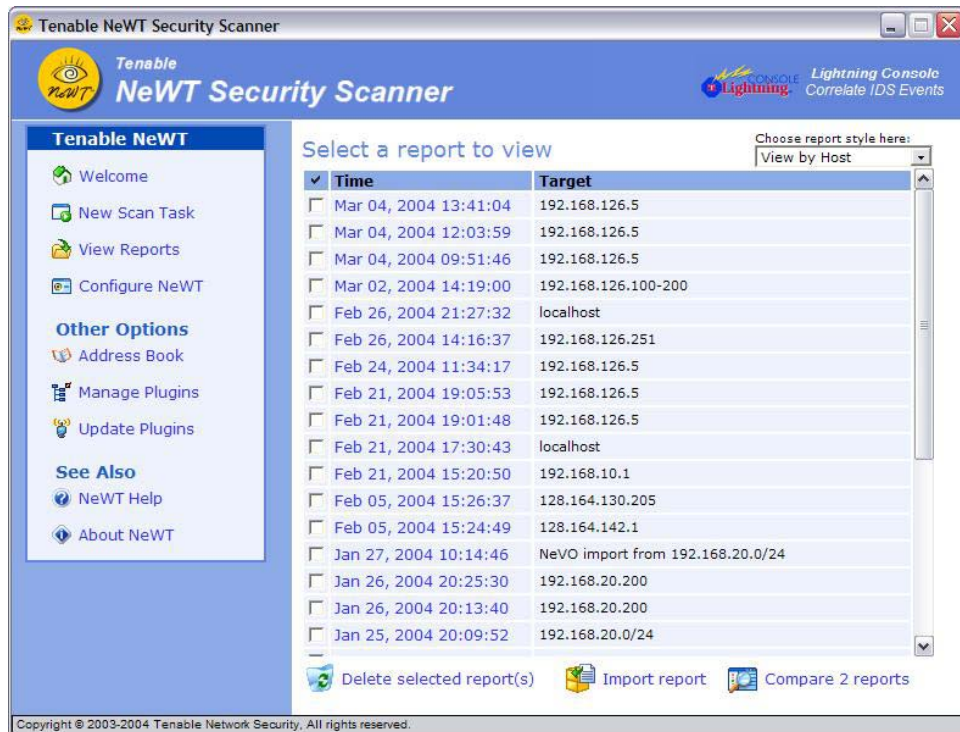 Tenable NeWT Security Scanner
NeWT
Tenable
NeWT Security Scanner
CONSOLE
Lightning.
Lightning Console
Correlate IDS Events
Tenable NeWT
Welcome
New Scan Task
View Reports
Configure NeWT
Other Options
Address Book
Manage Plugins
Update Plugins
See Also
NeWT Help
About NeWT
Select a report to view
Choose report style here:
View by Host
Time Target
Mar 04, 2004 13:41:04 192.168.126.5
Mar 04, 2004 12:03:59 192.168.126.5
Mar 04, 2004 09:51:46 192.168.126.5
Mar 02, 2004 14:19:00 192.168.126.100-200
Feb 26, 2004 21:27:32 localhost
Feb 26, 2004 14:16:37 192.168.126.251
Feb 24, 2004 11:34:17 192.168.126.5
Feb 21, 2004 19:05:53 192.168.126.5
Feb 21, 2004 19:01:48 192.168.126.5
Feb 21, 2004 17:30:43 localhost
Feb 21, 2004 15:20:50 192.168.10.1
Feb 05, 2004 15:26:37 128.164.130.205
Feb 05, 2004 15:24:49 128.164.142.1
Jan 27, 2004 10:14:46 NeVO import from 192.168.20.0/24
Jan 26, 2004 20:25:30 192.168.20.200
Jan 26, 2004 20:13:40 192.168.20.200
Jan 25, 2004 20:09:52 192.168.20.0/24
Delete selected report(s)
Import report
Compare 2 reports
Copyright © 2003-2004 Tenable Network Security, All rights reserved.